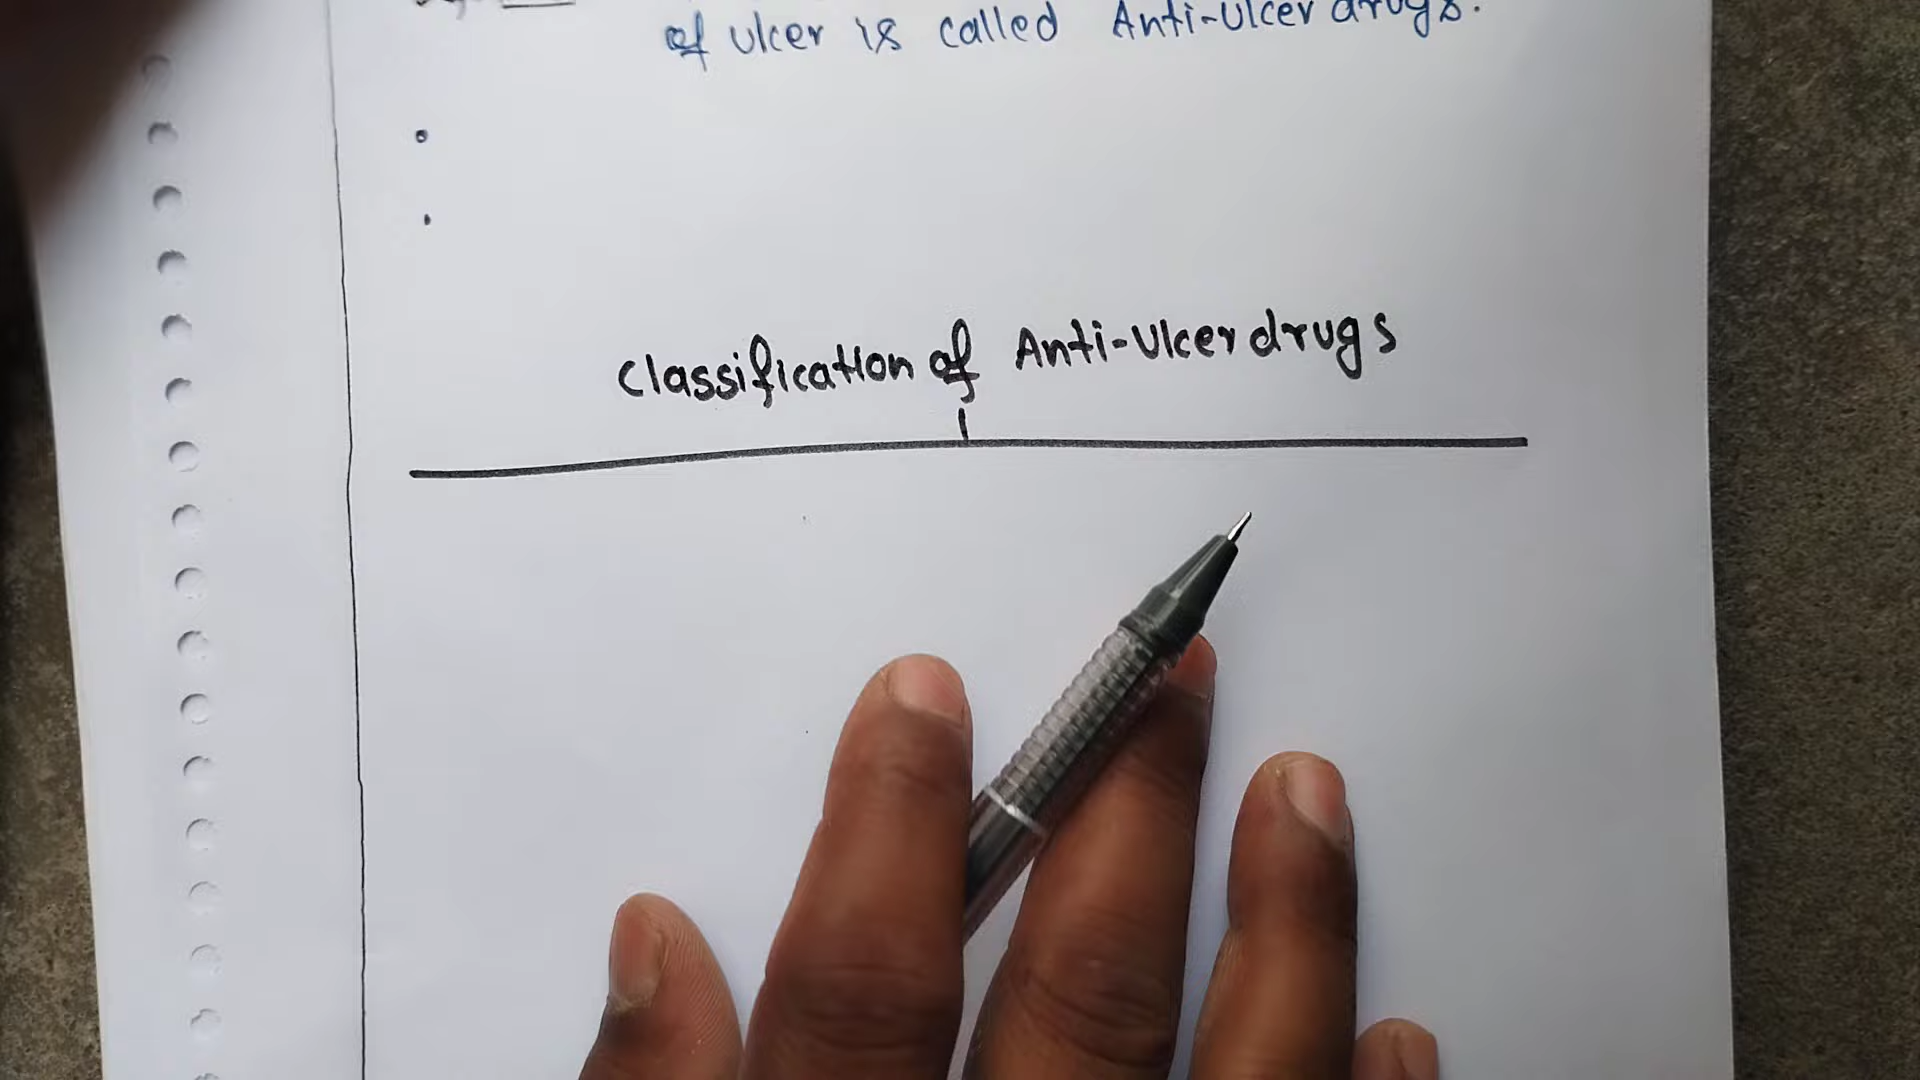 of ulcer is called Anti-Ulcer drugs.
Classification of Anti-Ulcer drugs